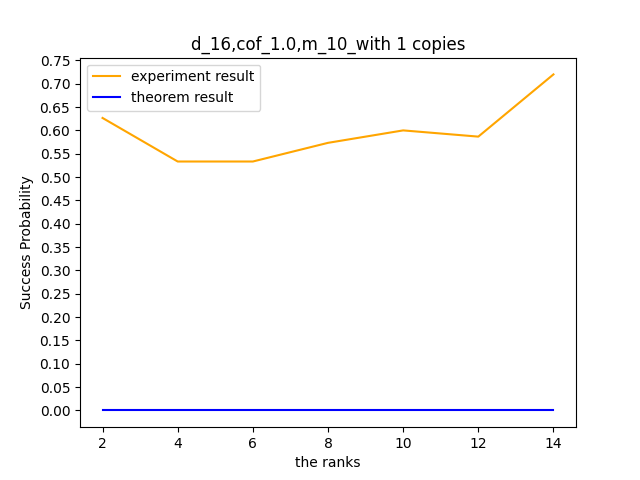 d_16,cof_1.0,m_10_with 1 copies
experiment result
theorem result
Success Probability
0.75
0.70
0.65
0.60
0.55
0.50
0.45
0.40
0.35
0.30
0.25
0.20
0.15
0.10
0.05
0.00
2 4 6 8 10 12 14
the ranks